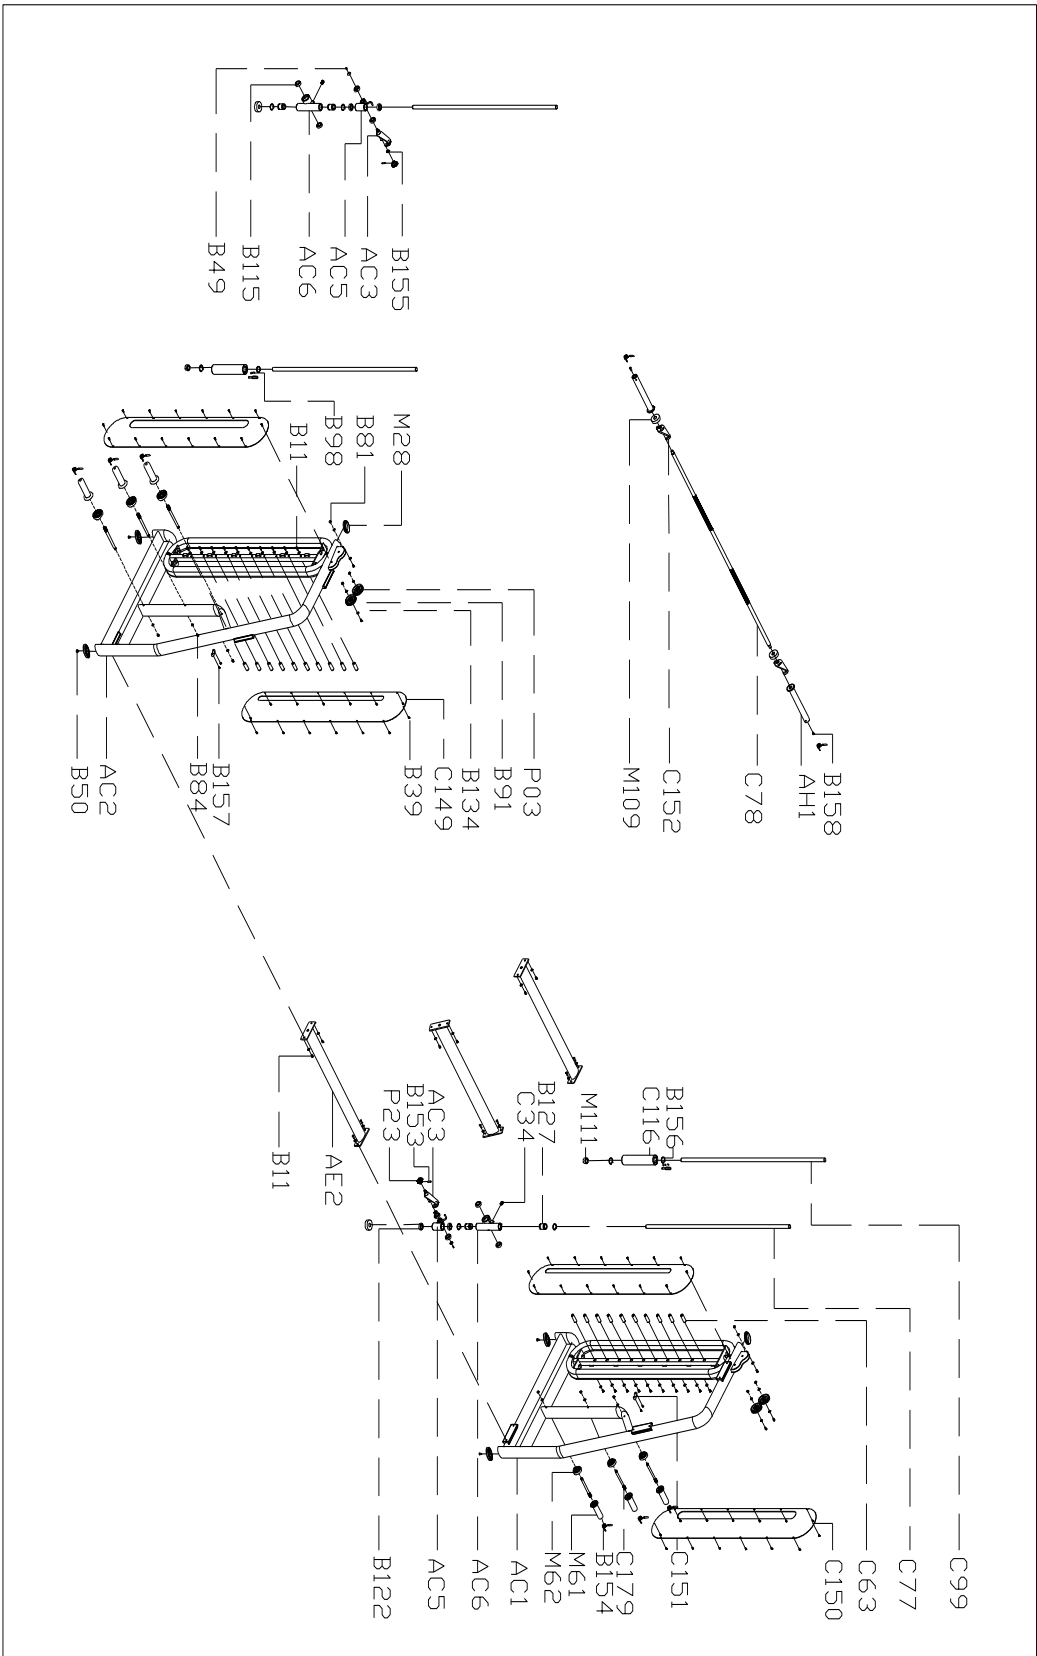 B155
AC3
AC5
AC6
B115
B49
M28
B81
B98
B11
P03
B91
B134
C149
B39
B157
B84
AC2
B50
B158
AH1
C78
C152
M109
B156
C116
M111
B127
C34
AC3
B153
P23
AE2
B11
C99
C77
C63
C150
C151
C179
B154
M61
M62
AC1
AC6
AC5
B122